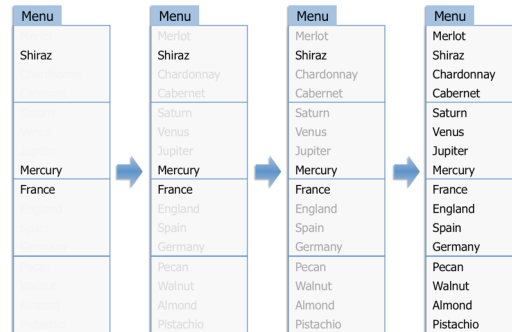 Menu
Shiraz
Mercury
France
Menu
Merlot
Shiraz
Chardonnay
Cabernet
Saturn
Venus
Jupiter
Mercury
France
England
Spain
Germany
Pecan
Walnut
Almond
Pistachio
Menu
Merlot
Shiraz
Chardonnay
Cabernet
Saturn
Venus
Jupiter
Mercury
France
England
Spain
Germany
Pecan
Walnut
Almond
Pistachio
Menu
Merlot
Shiraz
Chardonnay
Cabernet
Saturn
Venus
Jupiter
Mercury
France
England
Spain
Germany
Pecan
Walnut
Almond
Pistachio